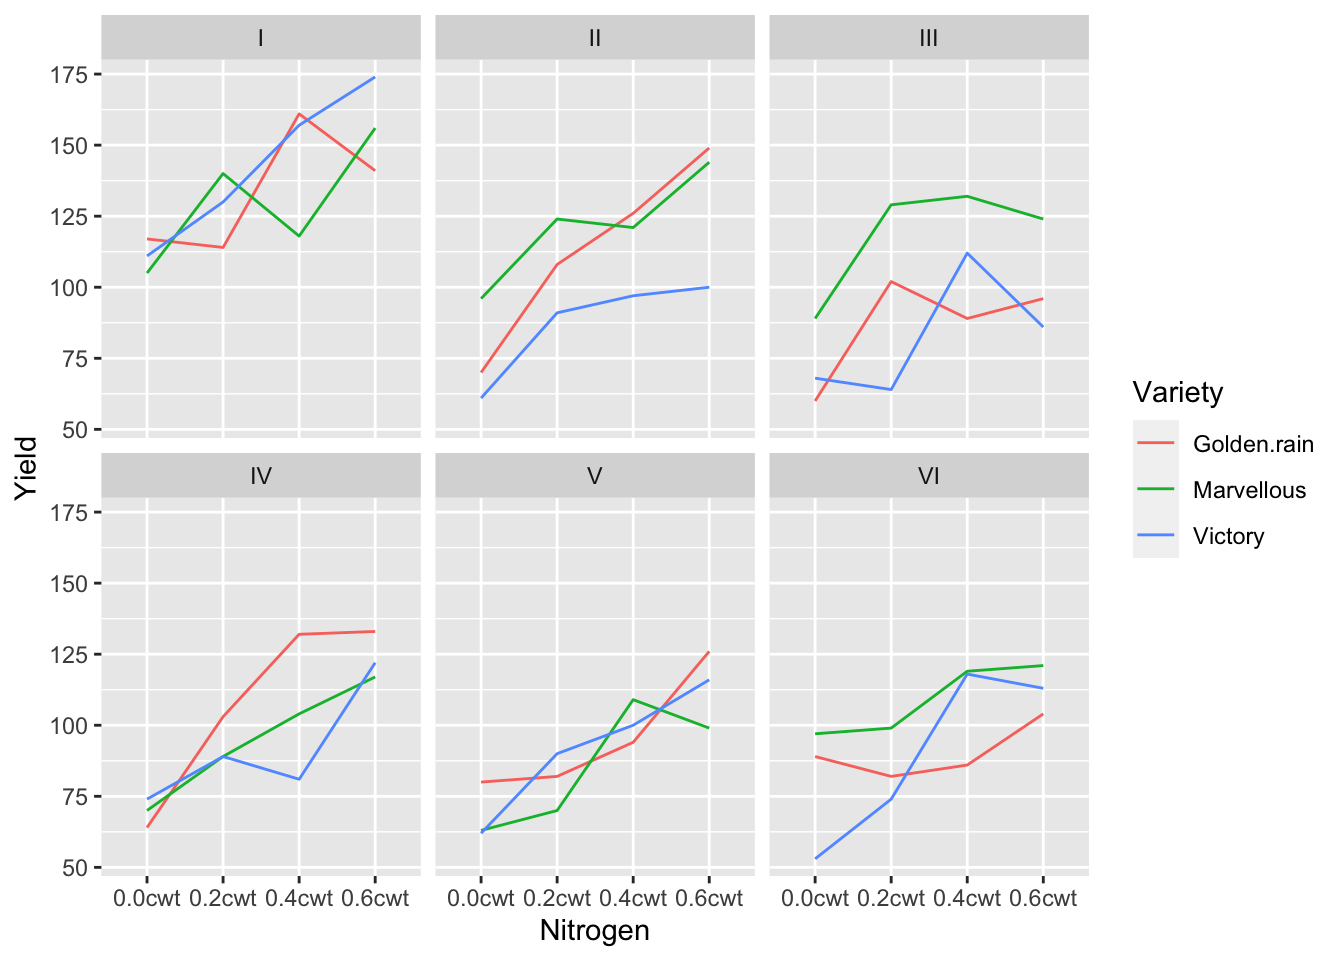 I II III
175
150
125
100
75
50
Yield
IV V VI
175
150
125
100
75
50
0.0cwt 0.2cwt 0.4cwt 0.6cwt 0.0cwt 0.2cwt 0.4cwt 0.6cwt 0.0cwt 0.2cwt 0.4cwt 0.6cwt
Nitrogen
Variety
Golden.rain
Marvellous
Victory